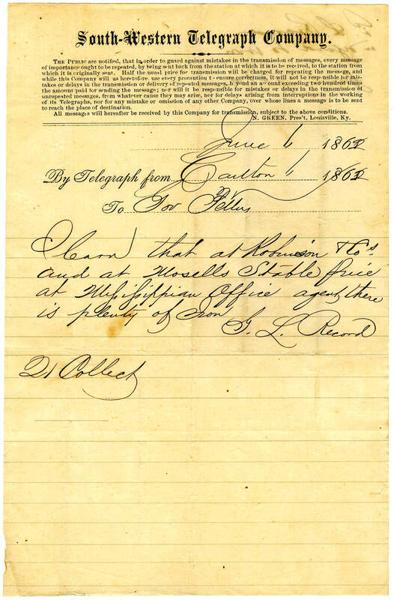 South-Western Telegraph Company.
THE PUBLIC are notified, that in order to guard against mistakes in the transmission of messages, every message
of importance ought to be repeated, by being sent back from the station at which it is to be received, to the station from
which it is originally sent. Half the usual price for transmission will be charged for repeating the message, and
while this Company will as heretofore, use every precaution to ensure correctness, it will not be responsible for mis-
takes or delays in the transmission or delivery of repeated messages, beyond an amount exceeding two hundred times
the amount paid for sending the message; nor will it be responsible for mistakes or delays in the transmission of
unrepeated messages, from whatever cause they may arise, nor for delays arising from interruptions in the working
of its Telegraphs, nor for any mistake or omission of any other Company, over whose lines a message is to be sent
to reach the place of destination.
All messages will hereafter be received by this Company for transmission, subject to the above conditions.
N. GREEN, Pres't, Louisville, Ky.
June 6 1862
By Telegraph from Canton 6 1862
To Gov Pettus
I learn that at Robinson & Co's
and at Stable
at Mississippian Office agent there
is plenty of Iron
J. L. Record
21 Collect